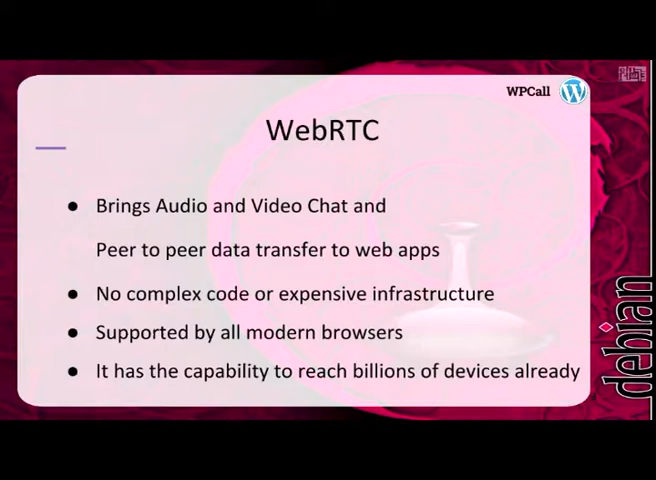 WPCall
WebRTC
● Brings Audio and Video Chat and
Peer to peer data transfer to web apps
● No complex code or expensive infrastructure
● Supported by all modern browsers
● It has the capability to reach billions of devices already
debian